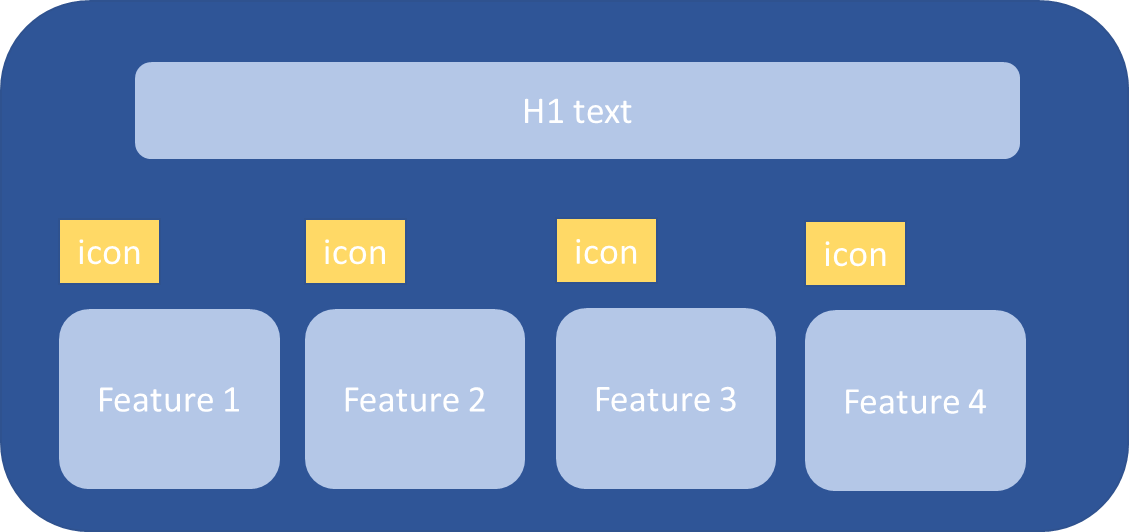 H1 text
icon
icon
icon
icon
Feature 1
Feature 2
Feature 3
Feature 4